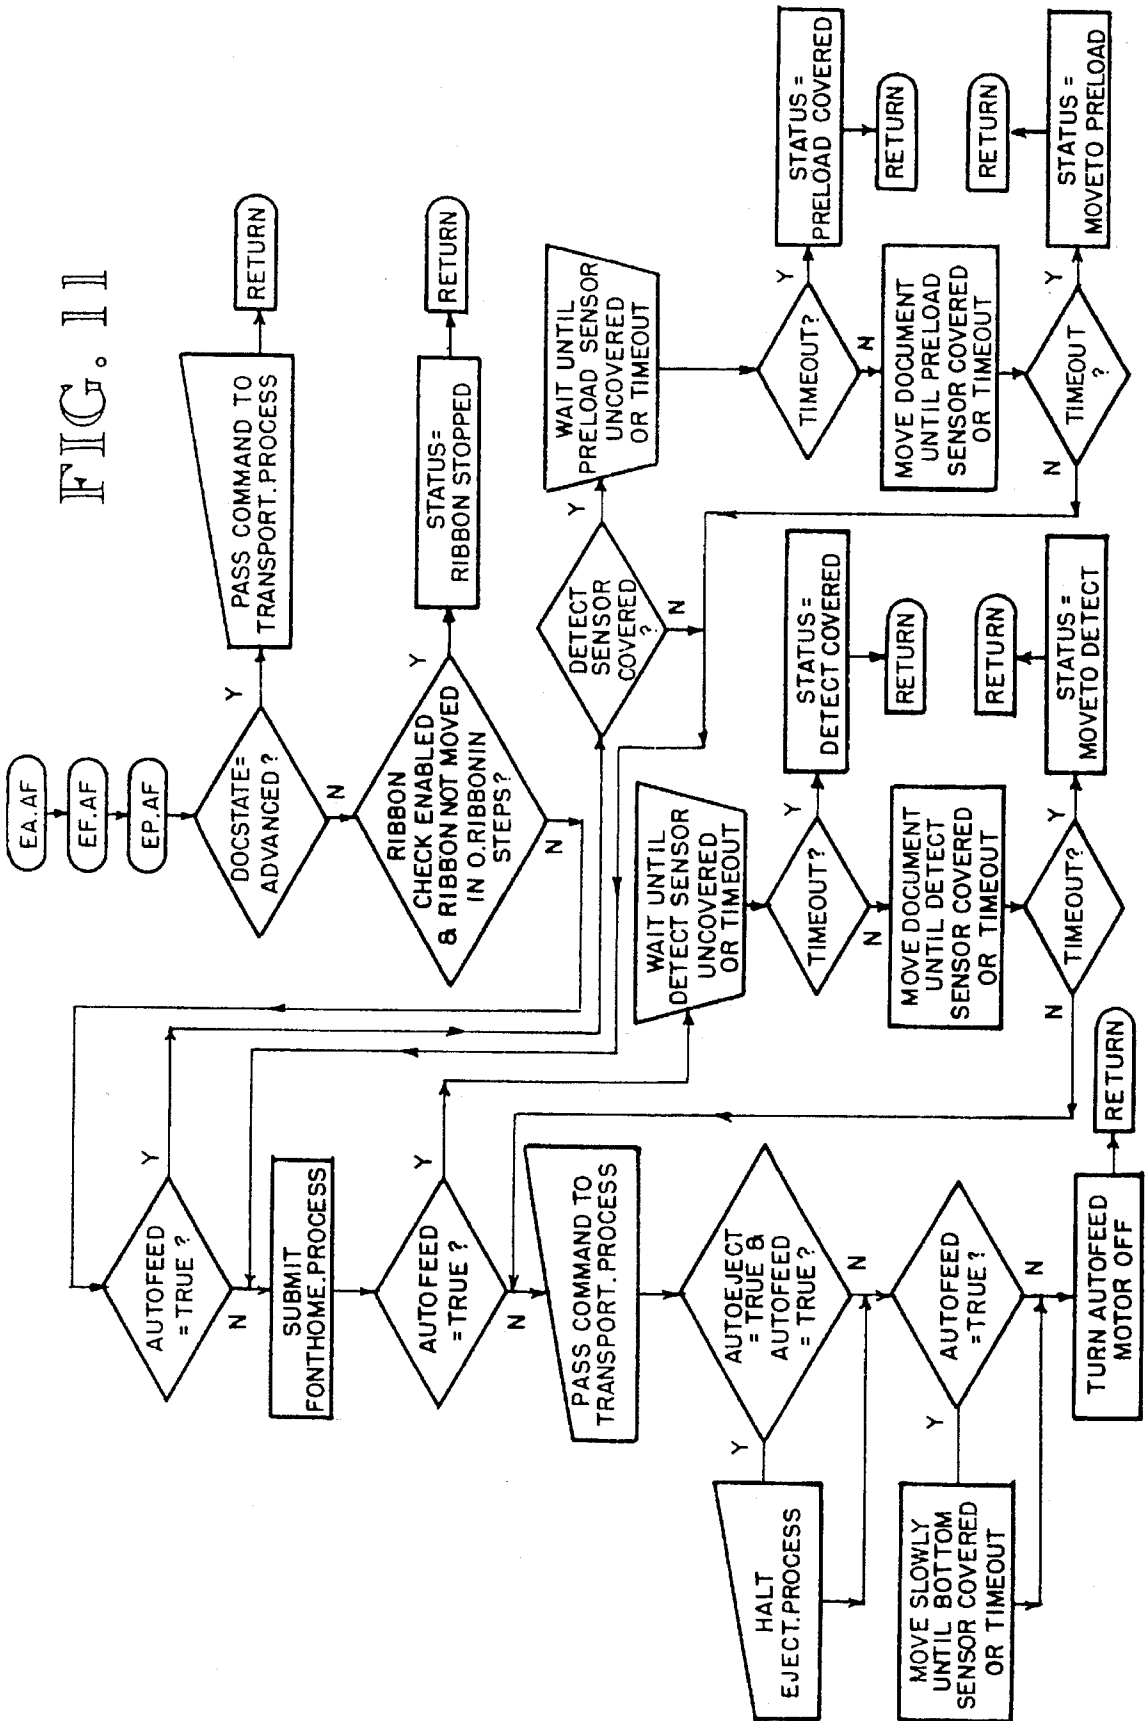 FIG. 11
EA.AF
EF.AF
EP.AF
DOCSTATE=
ADVANCED?
Y
PASS COMMAND TO
TRANSPORT.PROCESS
RETURN
N
RIBBON
CHECK ENABLED
& RIBBON NOT MOVED
IN O.RIBBONIN
STEPS?
Y
STATUS=
RIBBON STOPPED
RETURN
N
AUTOFEED
=TRUE?
Y
N
DETECT
SENSOR
COVERED
?
Y
N
WAIT UNTIL
PRELOAD SENSOR
UNCOVERED
OR TIMEOUT
TIMEOUT?
Y
STATUS=
PRELOAD COVERED
RETURN
N
MOVE DOCUMENT
UNTIL PRELOAD
SENSOR COVERED
OR TIMEOUT
TIMEOUT
?
Y
STATUS=
MOVETO PRELOAD
RETURN
N
SUBMIT
FONTHOME.PROCESS
AUTOFEED
=TRUE?
Y
N
WAIT UNTIL
DETECT SENSOR
UNCOVERED
OR TIMEOUT
TIMEOUT?
Y
STATUS=
DETECT COVERED
RETURN
N
MOVE DOCUMENT
UNTIL DETECT
SENSOR COVERED
OR TIMEOUT
TIMEOUT?
Y
STATUS=
MOVETO DETECT
RETURN
N
PASS COMMAND TO
TRANSPORT.PROCESS
AUTOEJECT
=TRUE &
AUTOFEED
=TRUE?
Y
HALT
EJECT.PROCESS
N
AUTOFEED
=TRUE?
Y
MOVE SLOWLY
UNTIL BOTTOM
SENSOR COVERED
OR TIMEOUT
N
TURN AUTOFEED
MOTOR OFF
RETURN